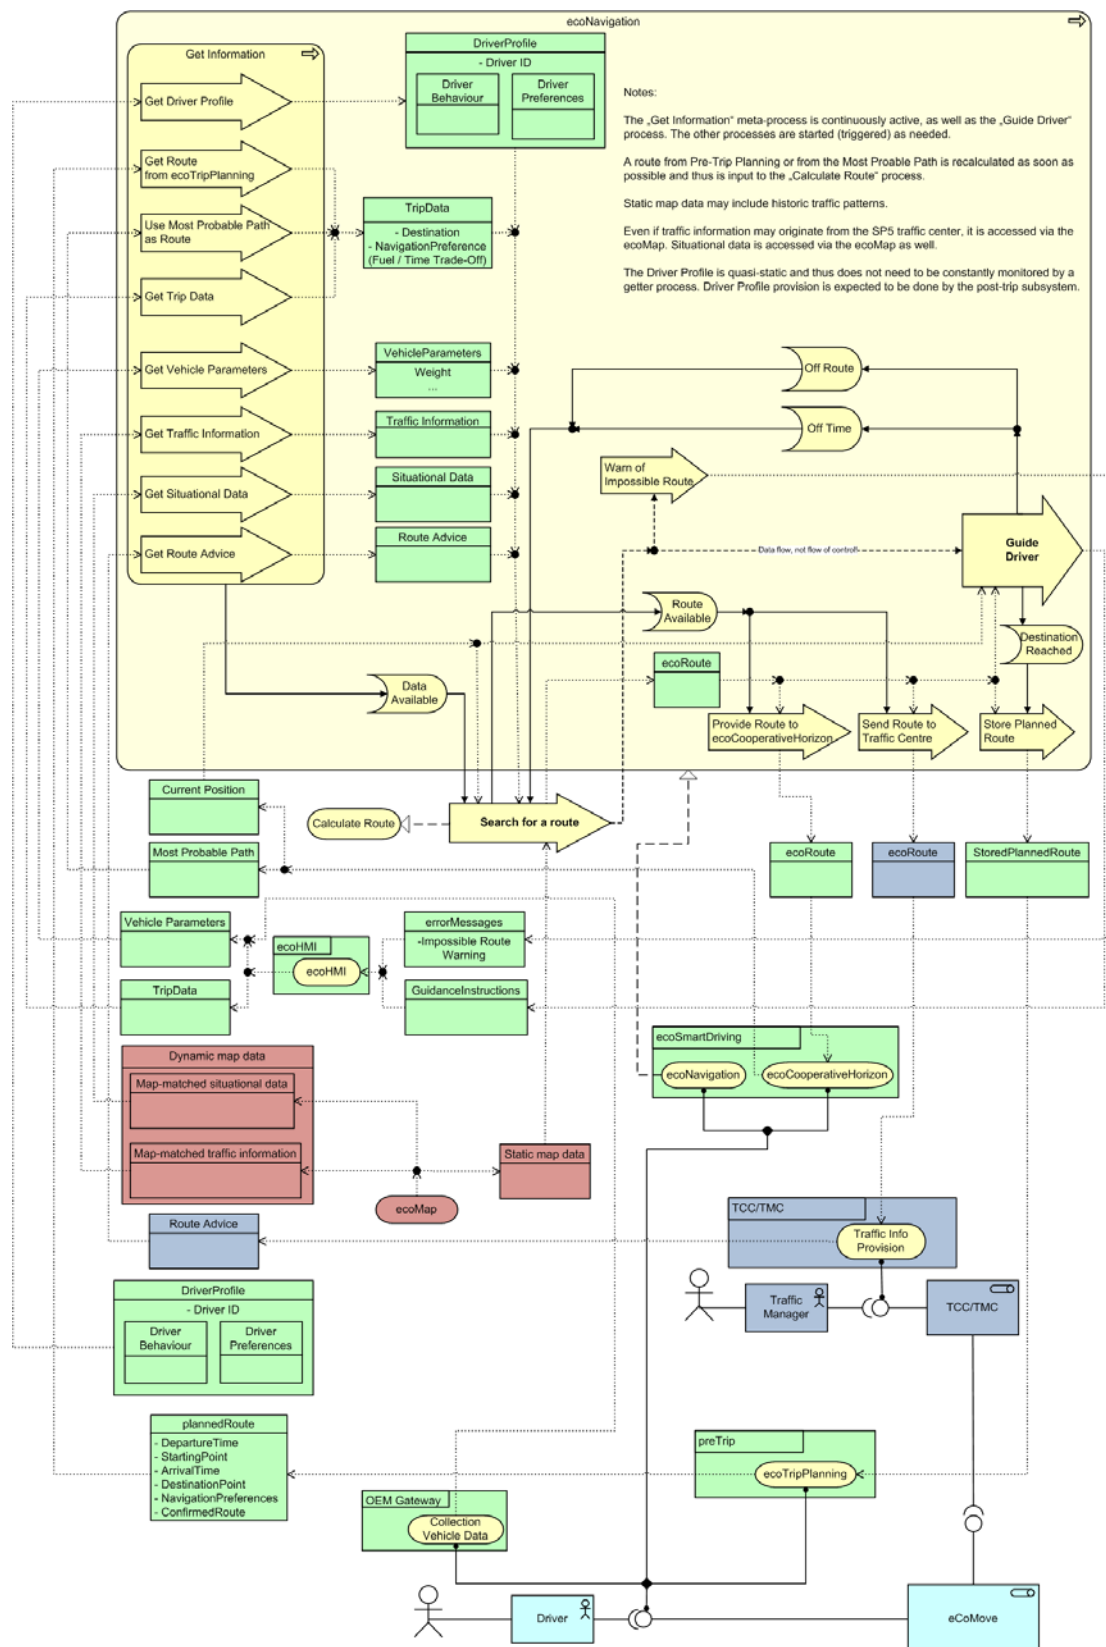 ecoNavigation
Get Information
DriverProfile
- Driver ID
Driver
Behaviour
Driver
Preferences
Get Driver Profile
Notes:
The „Get Information“ meta-process is continuously active, as well as the „Guide Driver“
process. The other processes are started (triggered) as needed.
A route from Pre-Trip Planning or from the Most Proable Path is recalculated as soon as
possible and thus is input to the „Calculate Route“ process.
Static map data may include historic traffic patterns.
Even if traffic information may originate from the SP5 traffic center, it is accessed via the
ecoMap. Situational data is accessed via the ecoMap as well.
The Driver Profile is quasi-static and thus does not need to be constantly monitored by a
getter process. Driver Profile provision is expected to be done by the post-trip subsystem.
Get Route
from ecoTripPlanning
Use Most Probable Path
as Route
TripData
- Destination
- NavigationPreference
(Fuel / Time Trade-Off)
Get Trip Data
Get Vehicle Parameters
VehicleParameters
Weight
...
Off Route
Get Traffic Information
Traffic Information
Off Time
Get Situational Data
Situational Data
Warn of
Impossible Route
Get Route Advice
Route Advice
Data flow, not flow of control!
Guide
Driver
Route
Available
Destination
Reached
ecoRoute
Data
Available
Provide Route to
ecoCooperativeHorizon
Send Route to
Traffic Centre
Store Planned
Route
Current Position
Calculate Route
Search for a route
Most Probable Path
ecoRoute
ecoRoute
StoredPlannedRoute
Vehicle Parameters
ecoHMI
ecoHMI
errorMessages
-Impossible Route
Warning
TripData
GuidanceInstructions
ecoSmartDriving
ecoNavigation
ecoCooperativeHorizon
Dynamic map data
Map-matched situational data
Map-matched traffic information
Static map data
ecoMap
Route Advice
TCC/TMC
Traffic Info
Provision
Traffic
Manager
TCC/TMC
DriverProfile
- Driver ID
Driver
Behaviour
Driver
Preferences
plannedRoute
- DepartureTime
- StartingPoint
- ArrivalTime
- DestinationPoint
- NavigationPreferences
- ConfirmedRoute
preTrip
ecoTripPlanning
OEM Gateway
Collection
Vehicle Data
Driver
eCoMove